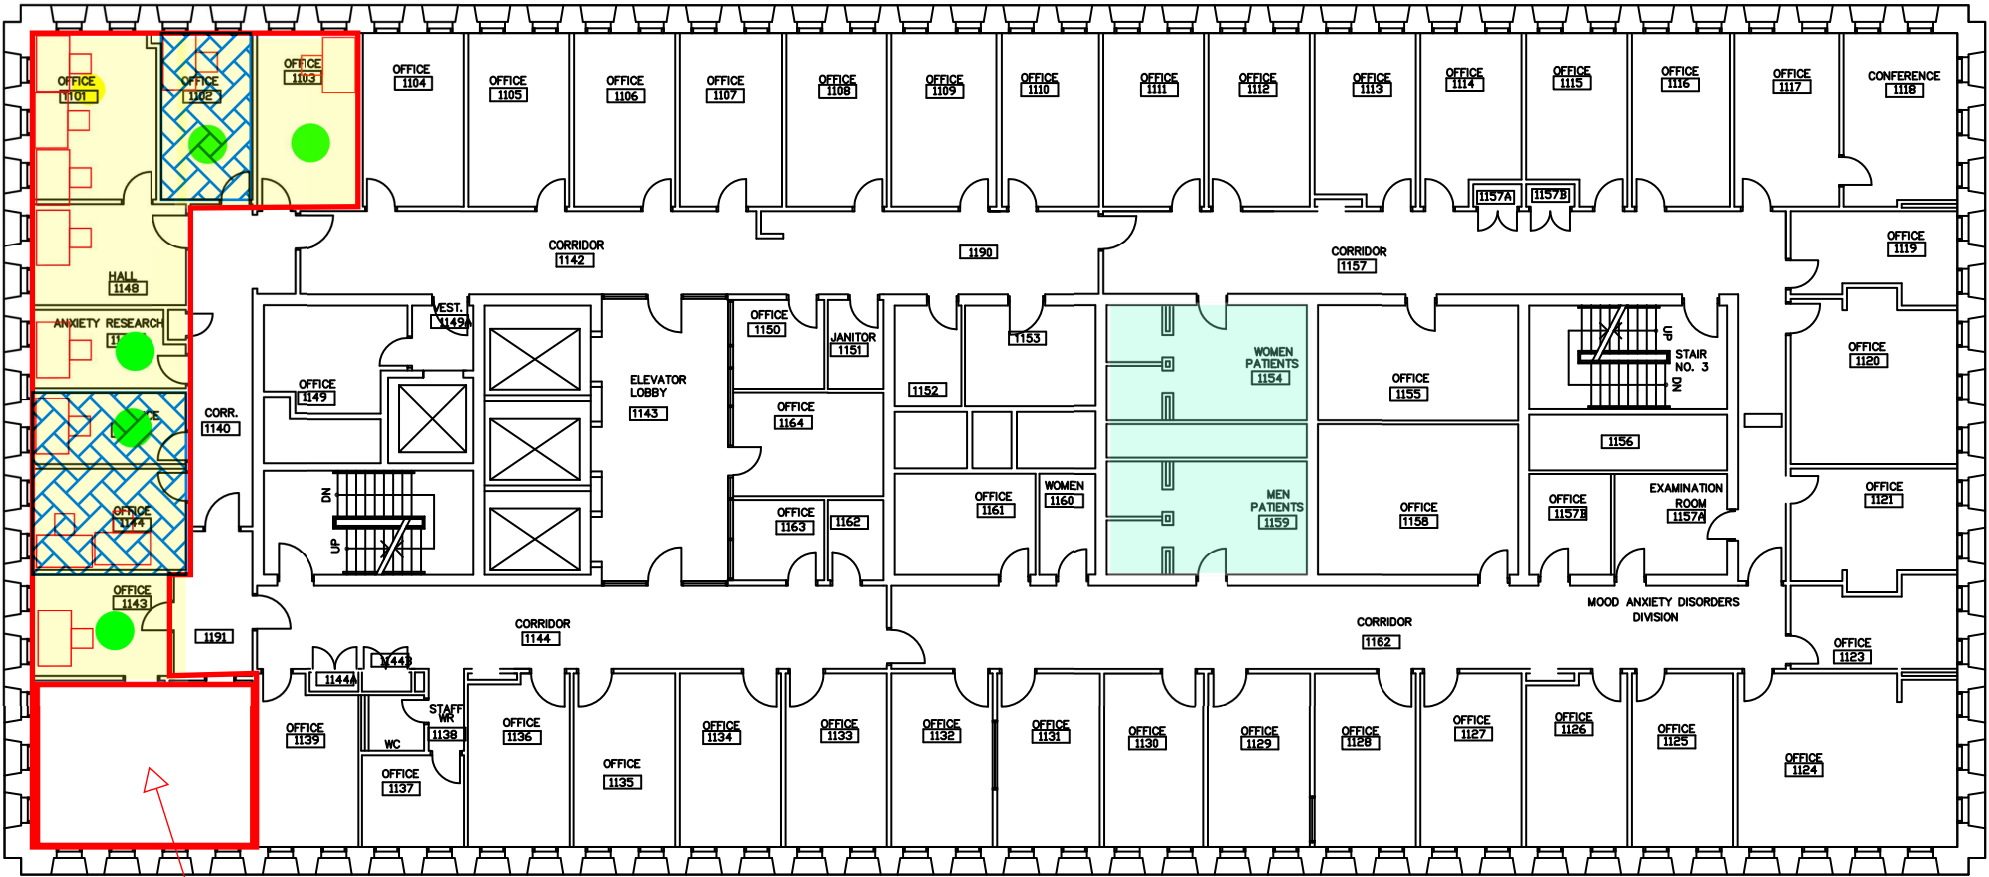 OFFICE
1101
OFFICE
1102
OFFICE
1103
OFFICE
1104
OFFICE
1105
OFFICE
1106
OFFICE
1107
OFFICE
1108
OFFICE
1109
OFFICE
1110
OFFICE
1111
OFFICE
1112
OFFICE
1113
OFFICE
1114
OFFICE
1115
OFFICE
1116
OFFICE
1117
CONFERENCE
1118
1157A
1157B
OFFICE
1119
HALL
1148
CORRIDOR
1142
1190
CORRIDOR
1157
ANXIETY RESEARCH
VEST.
1149A
OFFICE
1149
ELEVATOR
LOBBY
1143
OFFICE
1150
JANITOR
1151
1152
1153
WOMEN
PATIENTS
1154
OFFICE
1155
UP
DN
STAIR
NO. 3
OFFICE
1120
CORR.
1140
OFFICE
1164
1156
OFFICE
1144
DN
UP
OFFICE
1163
1162
OFFICE
1161
WOMEN
1160
MEN
PATIENTS
1159
OFFICE
1158
OFFICE
1157B
EXAMINATION
ROOM
1157A
OFFICE
1121
OFFICE
1143
1191
CORRIDOR
1144
CORRIDOR
1162
MOOD ANXIETY DISORDERS
DIVISION
OFFICE
1123
1144A
1144B
OFFICE
1139
WC
STAFF
WR
1138
OFFICE
1137
OFFICE
1136
OFFICE
1135
OFFICE
1134
OFFICE
1133
OFFICE
1132
OFFICE
1131
OFFICE
1130
OFFICE
1129
OFFICE
1128
OFFICE
1127
OFFICE
1126
OFFICE
1125
OFFICE
1124